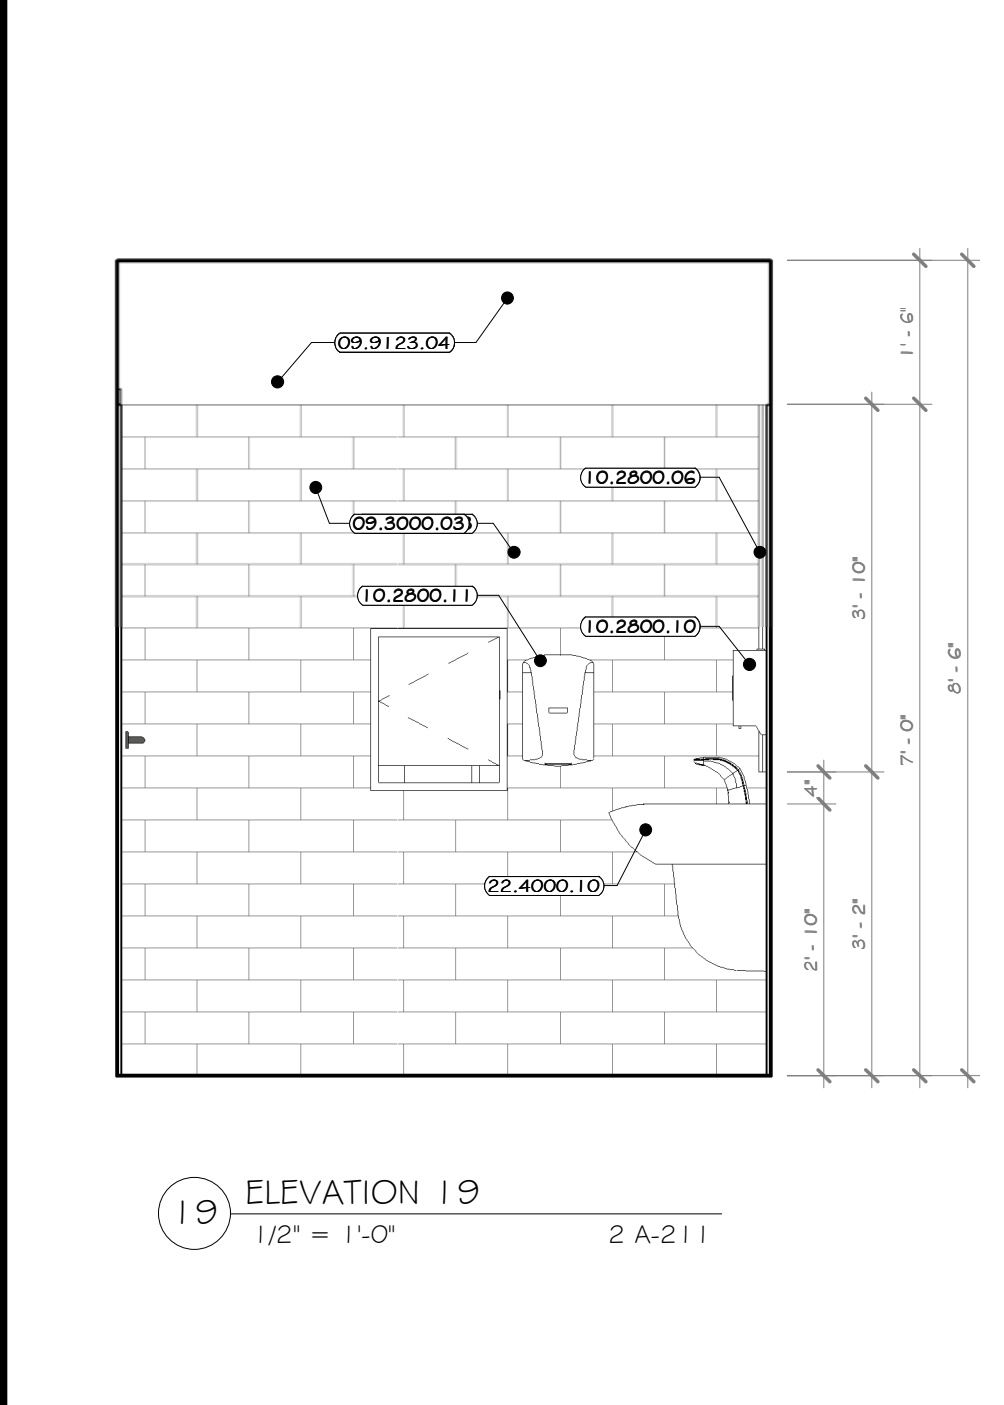 09.9123.04
1' - 6"
10.2800.06
09.3000.03
10.2800.11
3' - 10"
10.2800.10
8' - 6"
7' - 0"
4"
22.4000.10
2' - 10"
3' - 2"
19
ELEVATION 19
1/2" = 1'-0"
2 A-211